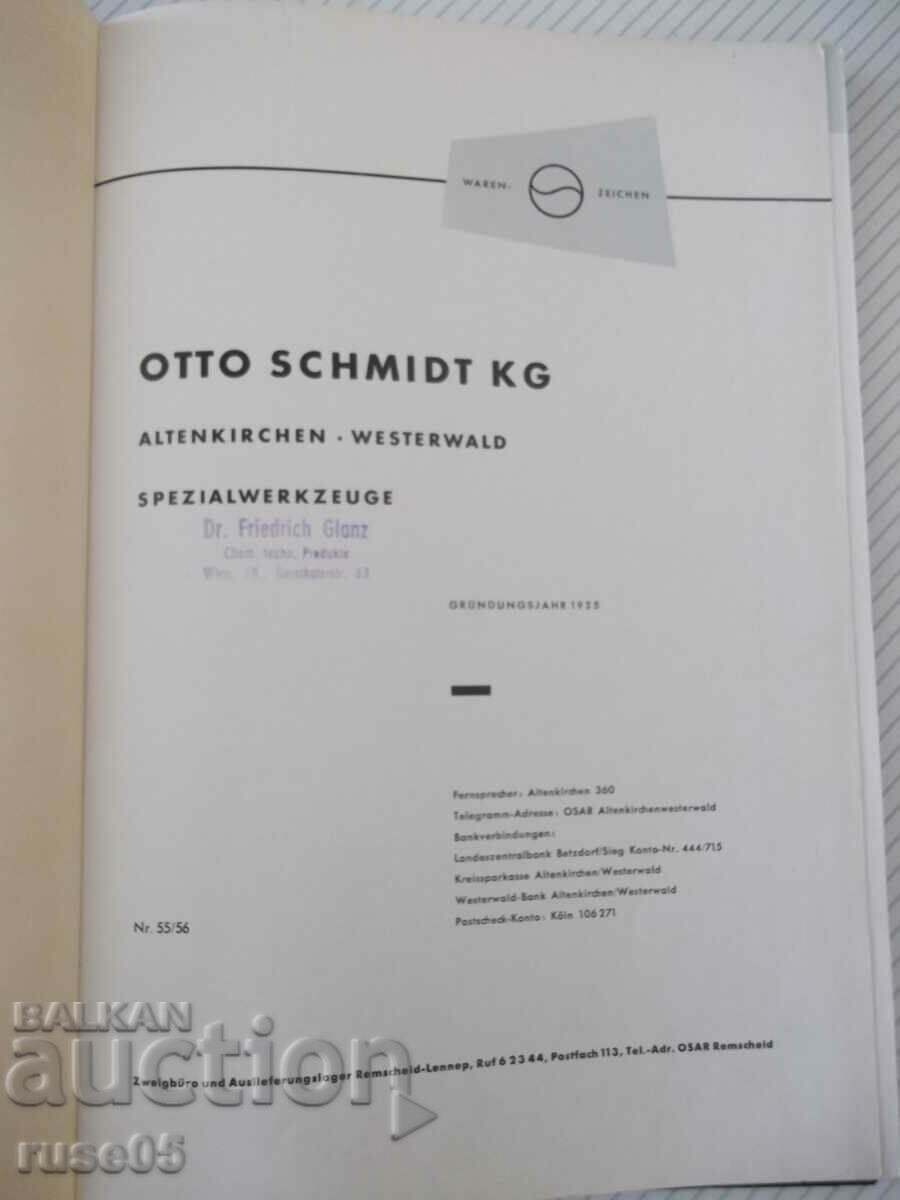 WAREN-
ZEICHEN
OTTO SCHMIDT KG
ALTENKIRCHEN · WESTERWALD
SPEZIALWERKZEUGE
Dr. Friedrich Glanz
Chem. techn. Produkte
Wien, 63
GRÜNDUNGSJAHR 1925
Fernsprecher: Altenkirchen 360
Telegramm-Adresse: OSAR Altenkirchenwesterwald
Bankverbindungen:
Landeszentralbank Betzdorf/Sieg Konto-Nr. 444/715
Kreissparkasse Altenkirchen/Westerwald
Westerwald-Bank Altenkirchen/Westerwald
Postscheck-Konto: Köln 106271
Nr. 55/56
Zweigbüro und Auslieferungslager Remscheid-Lennep, Ruf 6 23 44, Postfach 113, Tel.-Adr. OSAR Remscheid
BALKAN
auction
ruse05